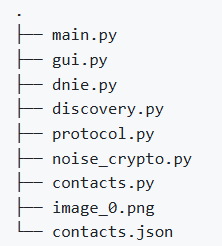 .
├── main.py
├── gui.py
├── dnie.py
├── discovery.py
├── protocol.py
├── noise_crypto.py
├── contacts.py
├── image_0.png
└── contacts.json